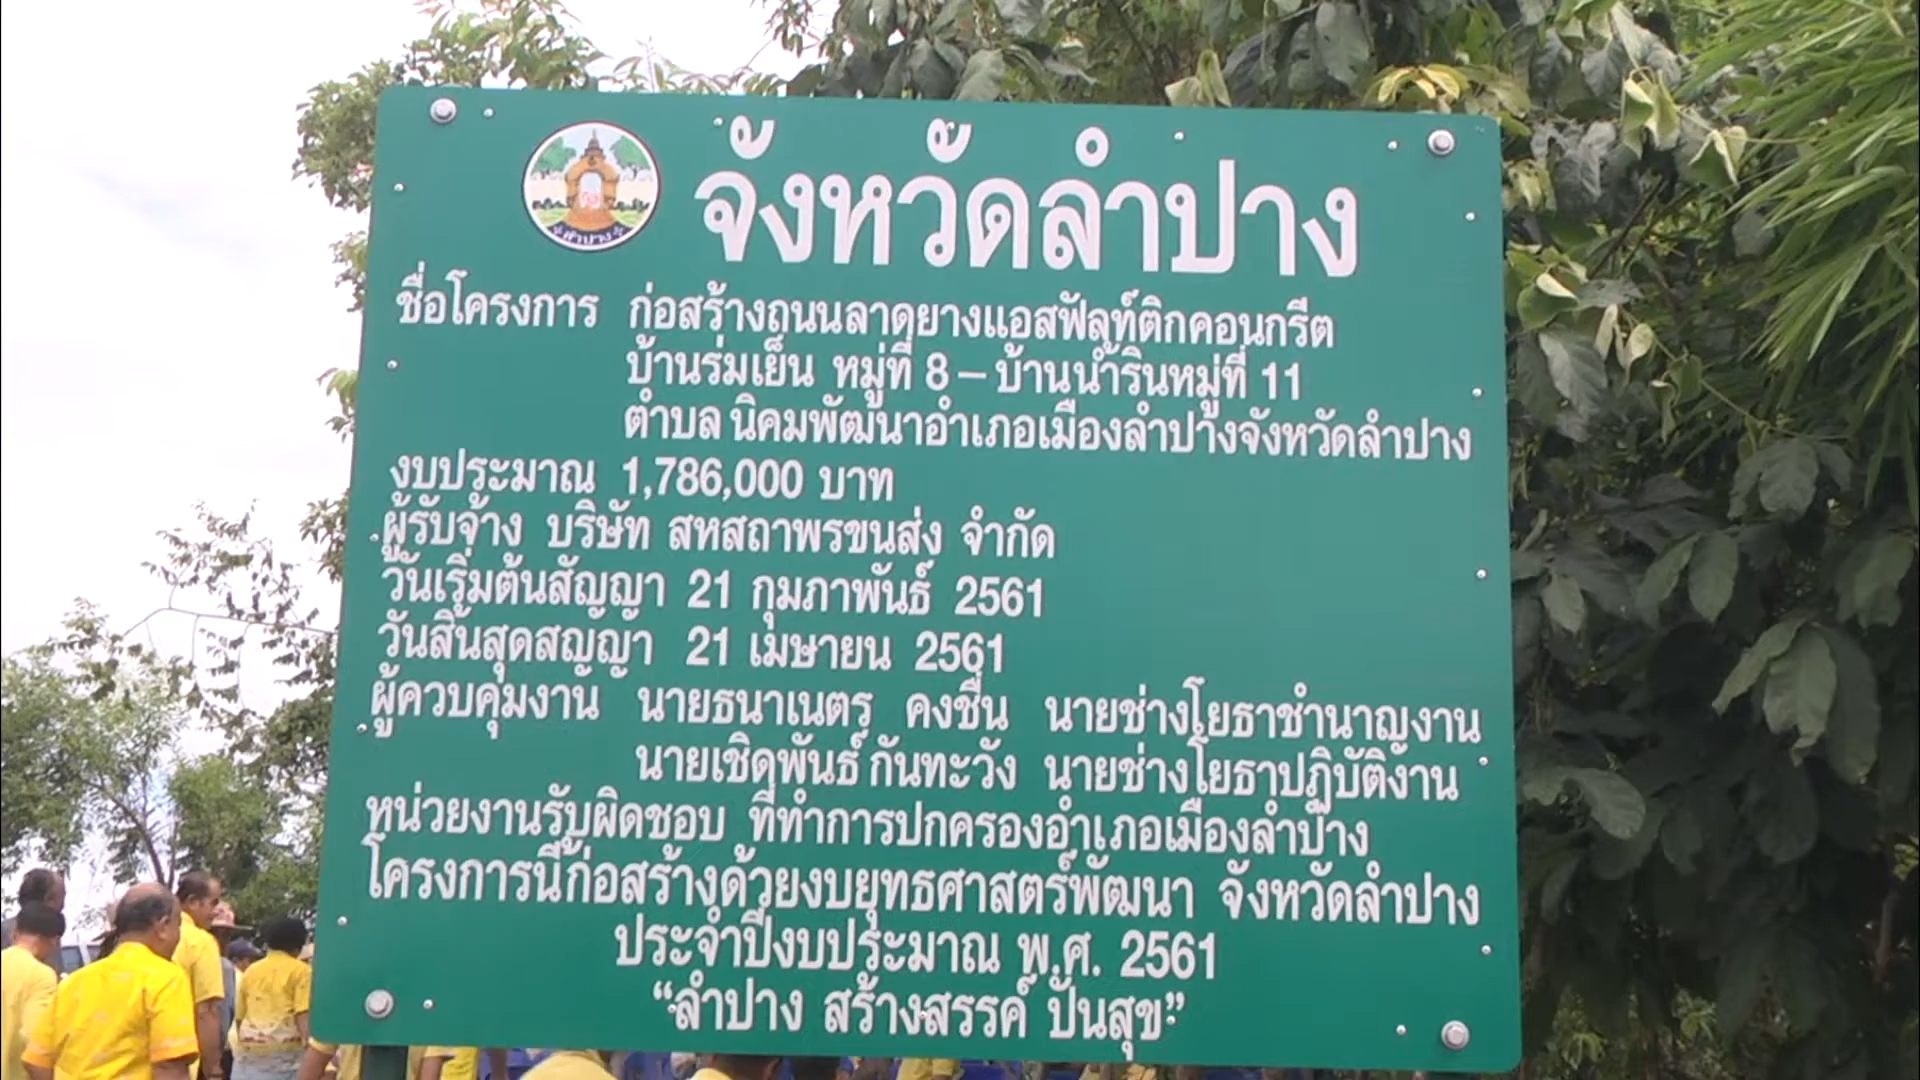 จังหวัดลำปาง
ลำปาง
ชื่อโครงการ ก่อสร้างถนนลาดยางแอสฟัลท์ติกคอนกรีต
บ้านร่มเย็น หมู่ที่ 8 – บ้านน้ำรินหมู่ที่ 11
ตำบล นิคมพัฒนาอำเภอเมืองลำปางจังหวัดลำปาง
งบประมาณ 1,786,000 บาท
ผู้รับจ้าง บริษัท สหสถาพรขนส่ง จำกัด
วันเริ่มต้นสัญญา 21 กุมภาพันธ์ 2561
วันสิ้นสุดสญญา 21 เมษายน 2561
ผู้ควบคุมงาน นายธนาเนตร คงชื่น นายช่างโยธาชำนาญงาน
นายเชิดพันธ์ กันทะวัง นายช่างโยธาปฏิบัติงาน
หน่วยงานรับผิดชอบ ที่ทำการปกครองอำเภอเมืองลำปาง
โครงการนี้ก่อสร้างด้วยงบยุทธศาสตร์พัฒนา จังหวัดลำปาง
ประจำปีงบประมาณ พ.ศ. 2561
“ลำปาง สร้างสรรค์ ปันสุข”